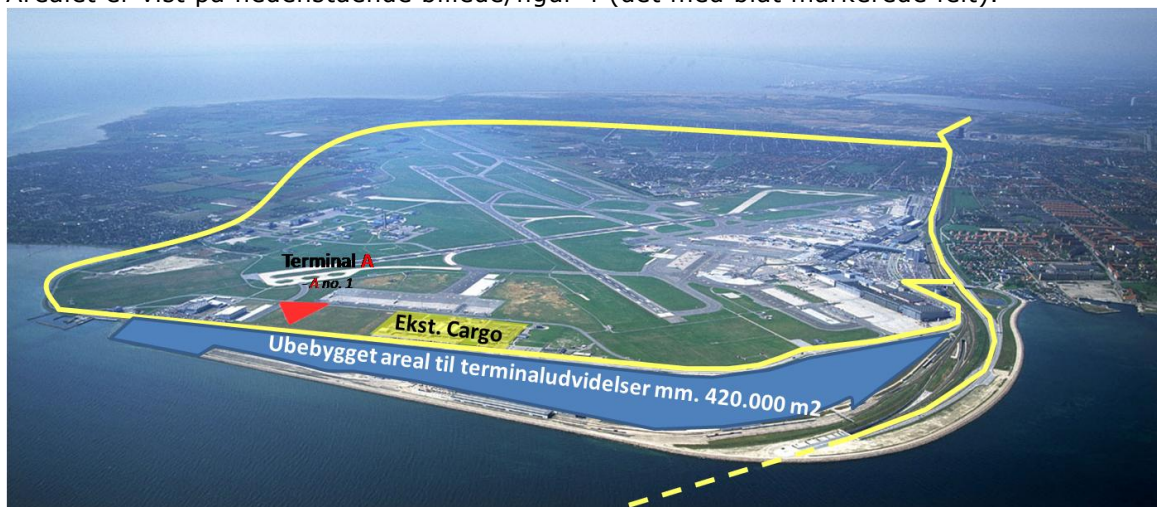 Arealet er vist på nedenstående billede/figur (det med blåt markerede felt):
Terminal A
A no. 1
Ekst. Cargo
Ubebygget areal til terminaludvidelser mm. 420.000 m2